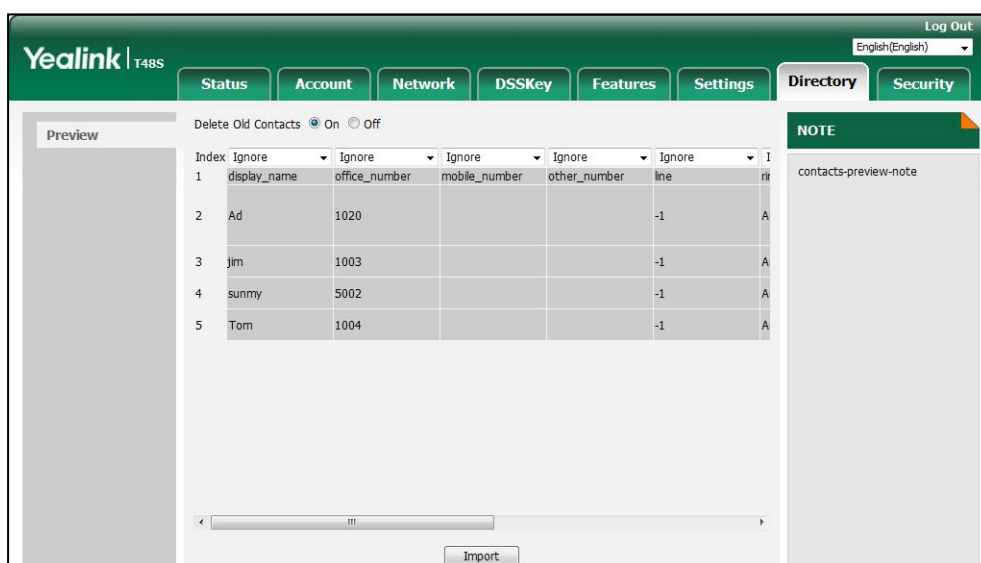 Log Out
Yealink T48S
English(English)
Status Account Network DSSKey Features Settings Directory Security
Preview
Delete Old Contacts On Off
NOTE
contacts-preview-note
Index Ignore Ignore Ignore Ignore Ignore I
1 display_name office_number mobile_number other_number line rin
2 Ad 1020 -1 A
3 jim 1003 -1 A
4 sunmy 5002 -1 A
5 Tom 1004 -1 A
Import